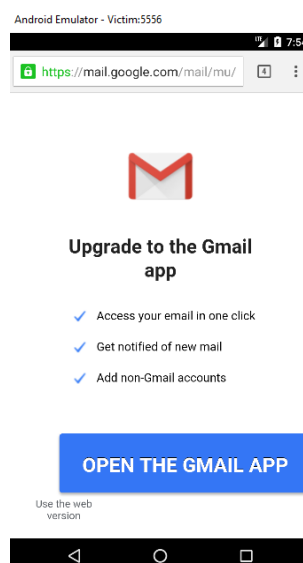 Android Emulator - Victim:5556
LTE 7:54
https://mail.google.com/mail/mu/ 4
Upgrade to the Gmail
app
Access your email in one click
Get notified of new mail
Add non-Gmail accounts
OPEN THE GMAIL APP
Use the web
version